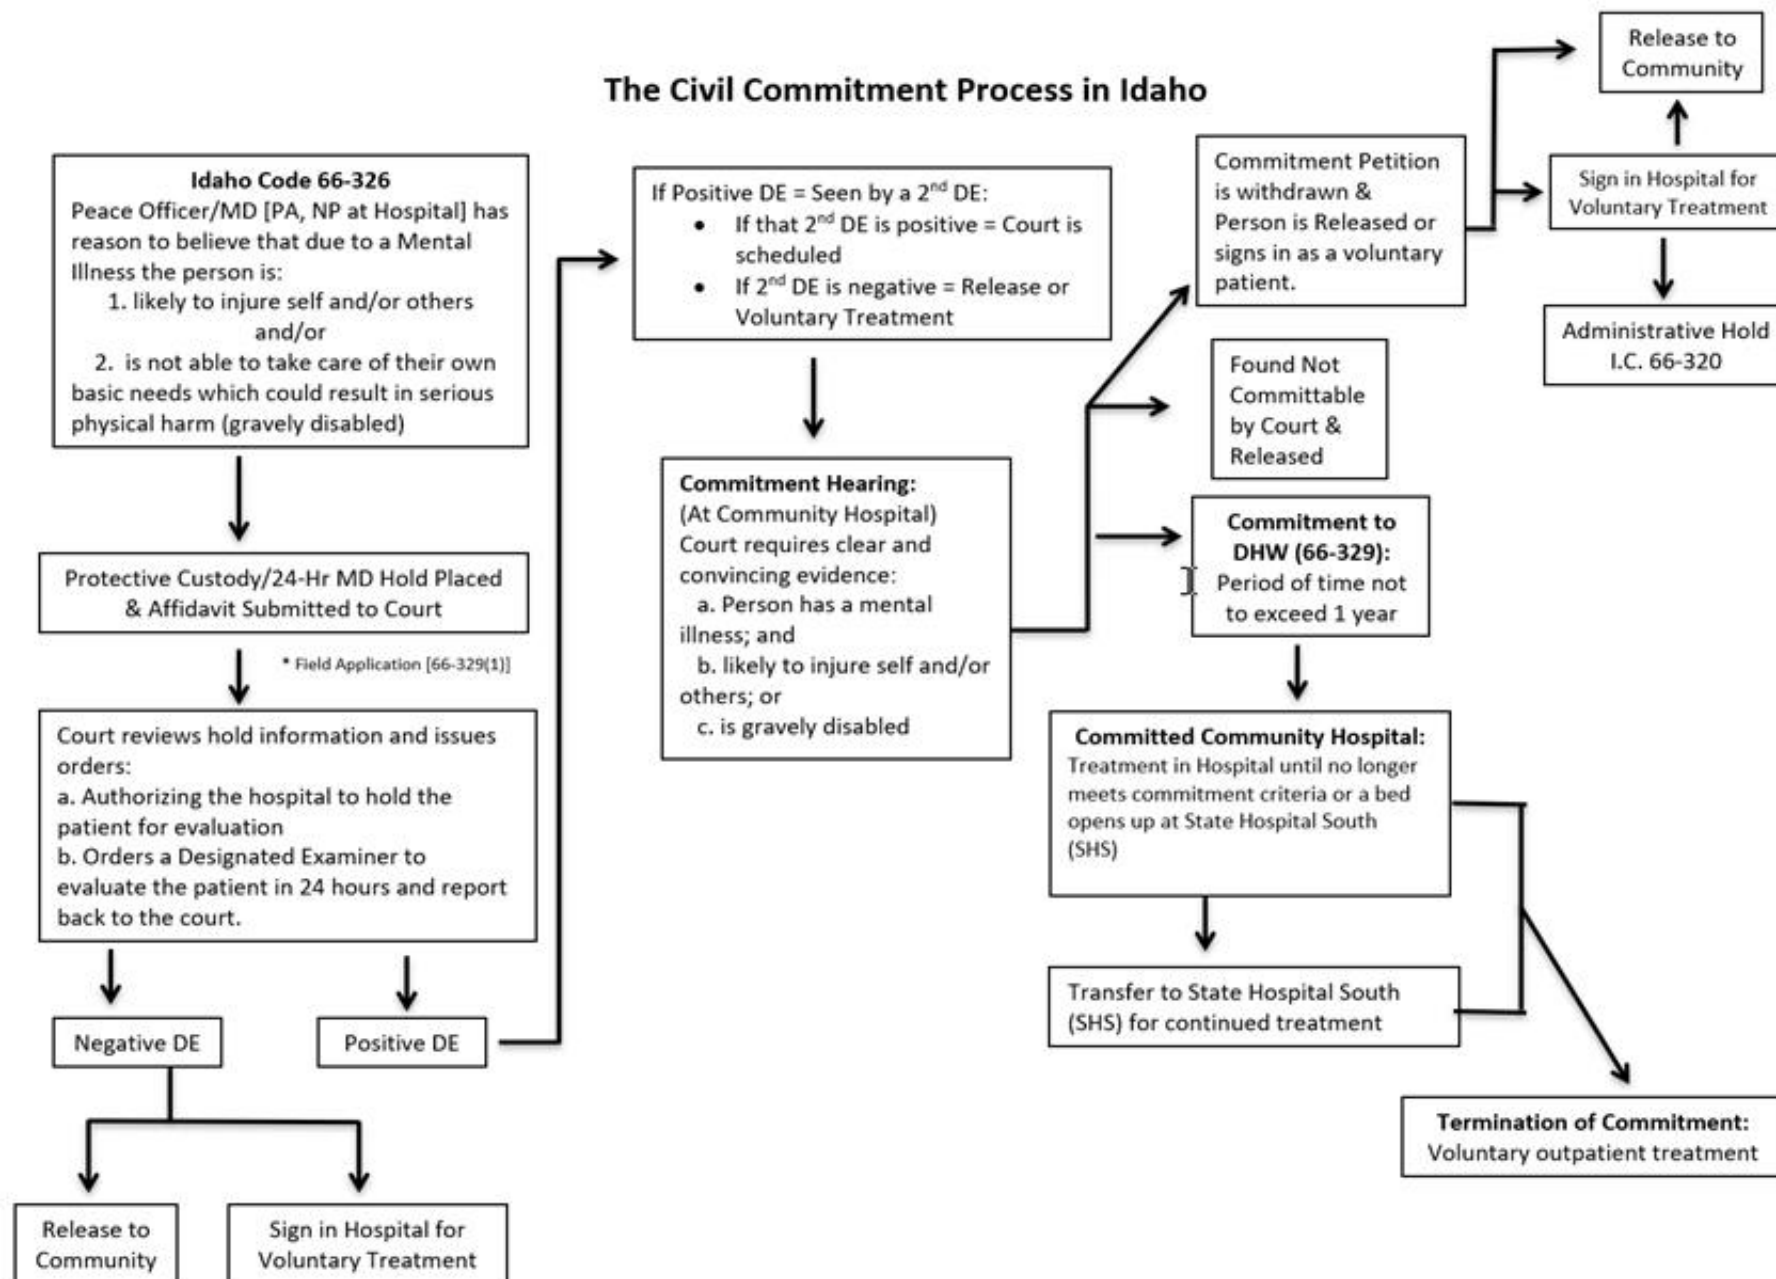 The Civil Commitment Process in Idaho
Idaho Code 66-326
Peace Officer/MD [PA, NP at Hospital] has
reason to believe that due to a Mental
Illness the person is:
1. likely to injure self and/or others
and/or
2. is not able to take care of their own
basic needs which could result in serious
physical harm (gravely disabled)
Protective Custody/24-Hr MD Hold Placed
& Affidavit Submitted to Court
* Field Application [66-329(1)]
Court reviews hold information and issues
orders:
a. Authorizing the hospital to hold the
patient for evaluation
b. Orders a Designated Examiner to
evaluate the patient in 24 hours and report
back to the court.
Negative DE
Positive DE
Release to
Community
Sign in Hospital for
Voluntary Treatment
If Positive DE = Seen by a 2nd DE:
• If that 2nd DE is positive = Court is
scheduled
• If 2nd DE is negative = Release or
Voluntary Treatment
Commitment Hearing:
(At Community Hospital)
Court requires clear and
convincing evidence:
a. Person has a mental
illness; and
b. likely to injure self and/or
others; or
c. is gravely disabled
Commitment Petition
is withdrawn &
Person is Released or
signs in as a voluntary
patient.
Release to
Community
Sign in Hospital for
Voluntary Treatment
Administrative Hold
I.C. 66-320
Found Not
Committable
by Court &
Released
Commitment to
DHW (66-329):
Period of time not
to exceed 1 year
Committed Community Hospital:
Treatment in Hospital until no longer
meets commitment criteria or a bed
opens up at State Hospital South
(SHS)
Transfer to State Hospital South
(SHS) for continued treatment
Termination of Commitment:
Voluntary outpatient treatment